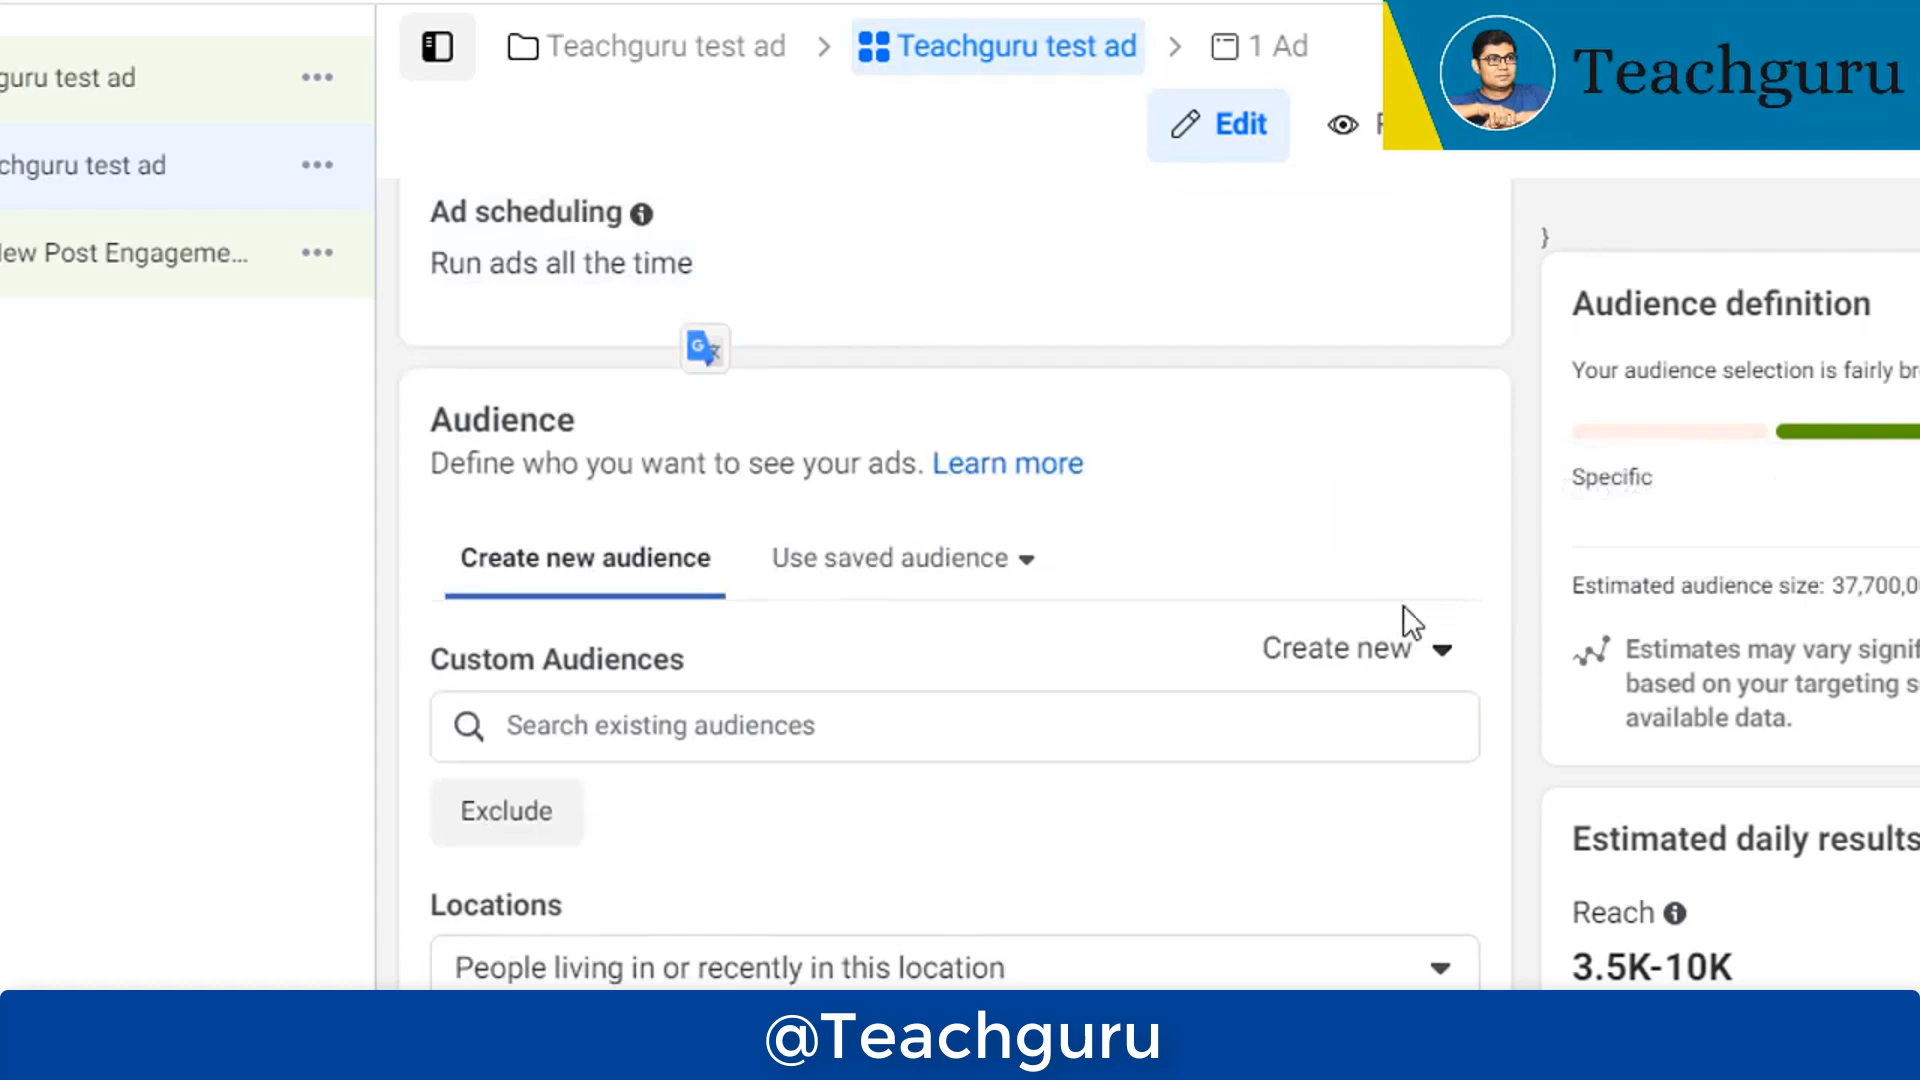 guru test ad
Teachguru test ad
Teachguru test ad
1 Ad
Teachguru
Edit
chguru test ad
Ad scheduling
Run ads all the time
New Post Engageme...
}
Audience definition
Your audience selection is fairly br
Specific
Estimated audience size: 37,700,0
Estimates may vary signif
based on your targeting s
available data.
Audience
Define who you want to see your ads. Learn more
Create new audience
Use saved audience
Custom Audiences
Create new
Search existing audiences
Exclude
Locations
People living in or recently in this location
Estimated daily results
Reach
3.5K-10K
@Teachguru